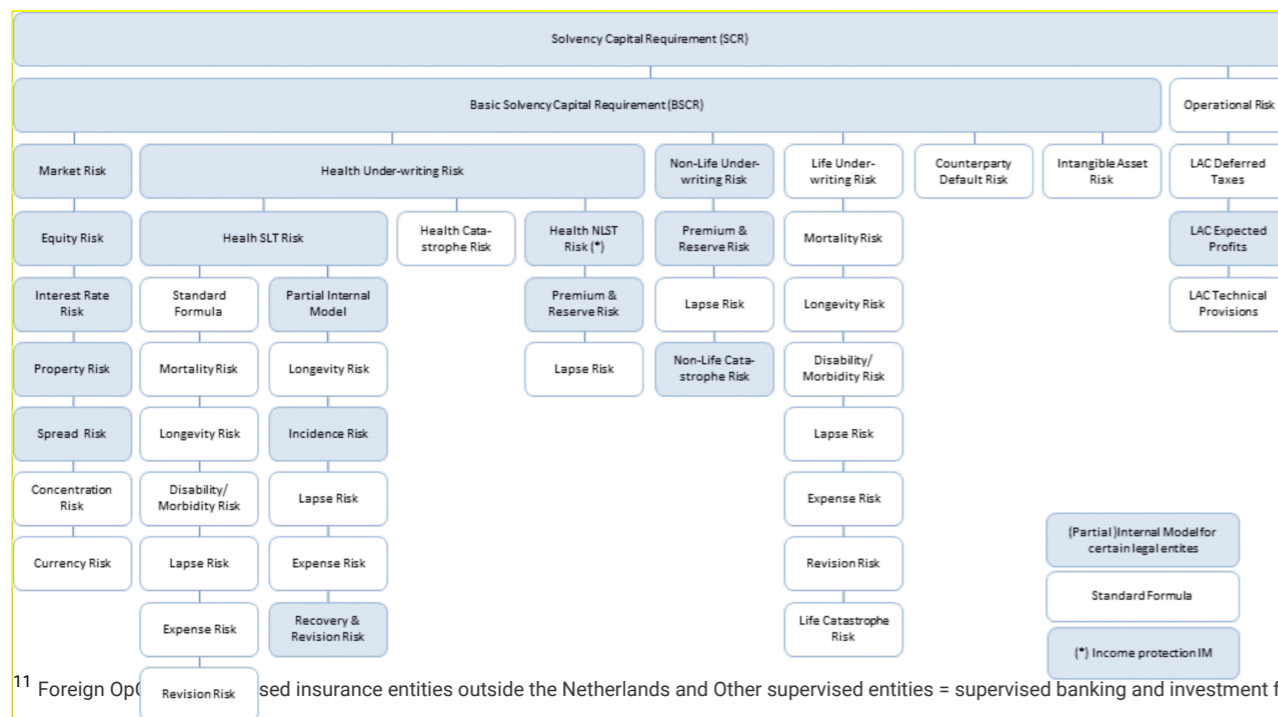 Solvency Capital Requirement (SCR)
Basic Solvency Capital Requirement (BSCR)
Operational Risk
Market Risk
Health Under-writing Risk
Non-Life Under-
writing Risk
Life Under-
writing Risk
Counterparty
Default Risk
Intangible Asset
Risk
LAC Deferred
Taxes
Equity Risk
Healh SLT Risk
Health Cata-
strophe Risk
Health NLST
Risk (*)
Premium &
Reserve Risk
Mortality Risk
LAC Expected
Profits
Interest Rate
Risk
Standard
Formula
Partial Internal
Model
Premium &
Reserve Risk
Lapse Risk
Longevity Risk
LAC Technical
Provisions
Property Risk
Mortality Risk
Longevity Risk
Lapse Risk
Non-Life Cata-
strophe Risk
Disability/
Morbidity Risk
Spread Risk
Longevity Risk
Incidence Risk
Lapse Risk
Concentration
Risk
Disability/
Morbidity Risk
Lapse Risk
Expense Risk
Currency Risk
Lapse Risk
Expense Risk
Revision Risk
Expense Risk
Recovery &
Revision Risk
Life Catastrophe
Risk
Revision Risk
(Partial )Internal Model for
certain legal entites
Standard Formula
(*) Income protection IM
11 Foreign sed insurance entities outside the Netherlands and Other supervised entities = supervised banking and investment